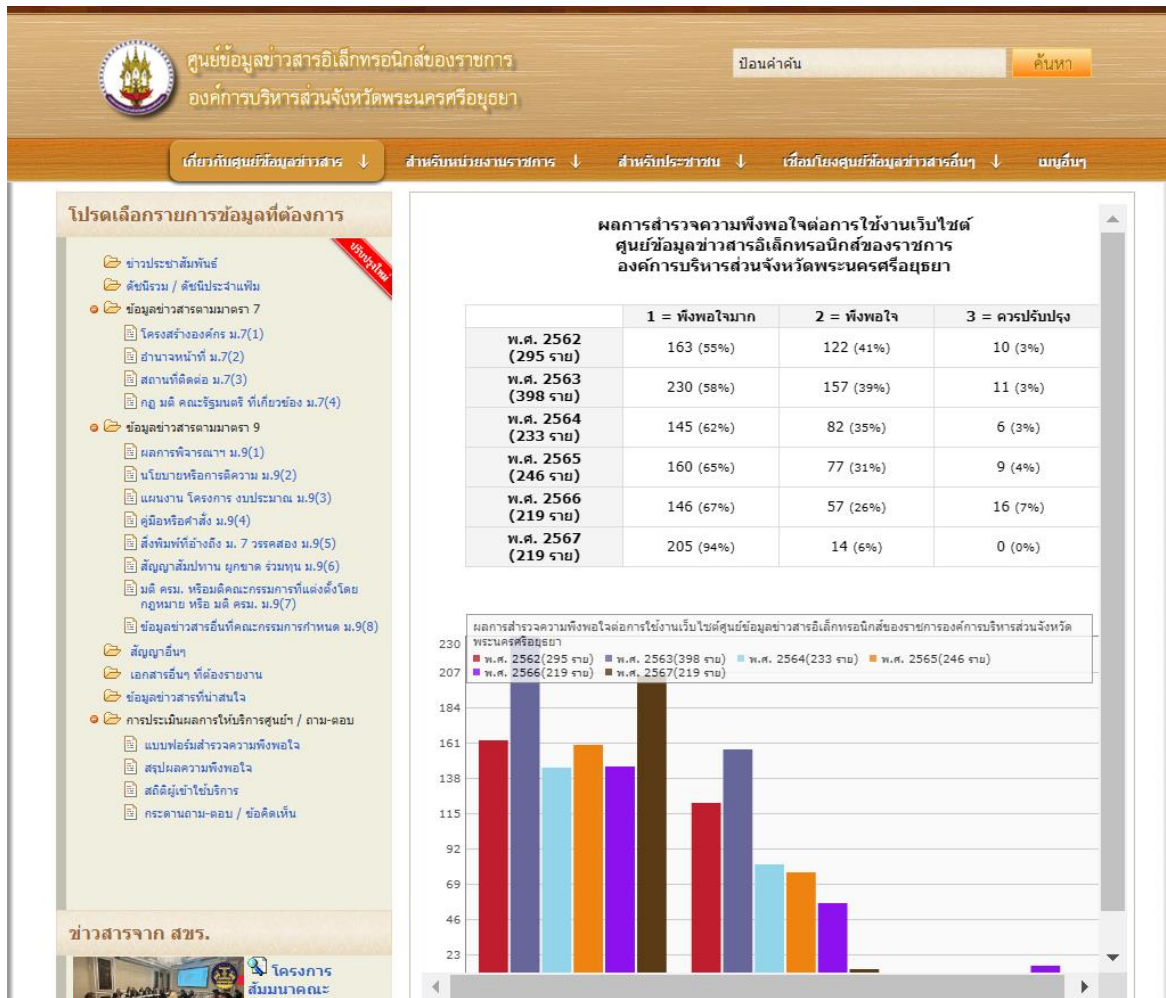 ศูนย์ข้อมูลข่าวสารอิเล็กทรอนิกส์ของราชการ
องค์การบริหารส่วนจังหวัดพระนครศรีอยุธยา
ป้อนคำค้น
ค้นหา
เกี่ยวกับศูนย์ข้อมูลข่าวสาร ↓ สำหรับหน่วยงานราชการ ↓ สำหรับประชาชน ↓ เชื่อมโยงศูนย์ข้อมูลข่าวสารอื่นๆ ↓ เมนูอื่นๆ
โปรดเลือกรายการข้อมูลที่ต้องการ
ปรับปรุงใหม่
ข่าวประชาสัมพันธ์
ดัชนีรวม / ดัชนีประจำแฟ้ม
ข้อมูลข่าวสารตามมาตรา 7
โครงสร้างองค์กร ม.7(1)
อำนาจหน้าที่ ม.7(2)
สถานที่ติดต่อ ม.7(3)
กฎ มติ คณะรัฐมนตรี ที่เกี่ยวข้อง ม.7(4)
ข้อมูลข่าวสารตามมาตรา 9
ผลการพิจารณาฯ ม.9(1)
นโยบายหรือการตีความ ม.9(2)
แผนงาน โครงการ งบประมาณ ม.9(3)
คู่มือหรือคำสั่ง ม.9(4)
สิ่งพิมพ์ที่อ้างถึง ม. 7 วรรคสอง ม.9(5)
สัญญาสัมปทาน ผูกขาด ร่วมทุน ม.9(6)
มติ ครม. หรือมติคณะกรรมการที่แต่งตั้งโดย
กฎหมาย หรือ มติ ครม. ม.9(7)
ข้อมูลข่าวสารอื่นที่คณะกรรมการกำหนด ม.9(8)
สัญญาอื่นๆ
เอกสารอื่นๆ ที่ต้องรายงาน
ข้อมูลข่าวสารที่น่าสนใจ
การประเมินผลการให้บริการศูนย์ฯ / ถาม-ตอบ
แบบฟอร์มสำรวจความพึงพอใจ
สรุปผลความพึงพอใจ
สถิติผู้เข้าใช้บริการ
กระดานถาม-ตอบ / ข้อคิดเห็น
ข่าวสารจาก สขร.
โครงการ
สัมมนาคณะ
ผลการสำรวจความพึงพอใจต่อการใช้งานเว็บไซต์
ศูนย์ข้อมูลข่าวสารอิเล็กทรอนิกส์ของราชการ
องค์การบริหารส่วนจังหวัดพระนครศรีอยุธยา
1 = พึงพอใจมาก 2 = พึงพอใจ 3 = ควรปรับปรุง
พ.ศ. 2562
(295 ราย) 163 (55%) 122 (41%) 10 (3%)
พ.ศ. 2563
(398 ราย) 230 (58%) 157 (39%) 11 (3%)
พ.ศ. 2564
(233 ราย) 145 (62%) 82 (35%) 6 (3%)
พ.ศ. 2565
(246 ราย) 160 (65%) 77 (31%) 9 (4%)
พ.ศ. 2566
(219 ราย) 146 (67%) 57 (26%) 16 (7%)
พ.ศ. 2567
(219 ราย) 205 (94%) 14 (6%) 0 (0%)
ผลการสำรวจความพึงพอใจต่อการใช้งานเว็บไซต์ศูนย์ข้อมูลข่าวสารอิเล็กทรอนิกส์ของราชการองค์การบริหารส่วนจังหวัด
พระนครศรีอยุธยา
พ.ศ. 2562(295 ราย) พ.ศ. 2563(398 ราย) พ.ศ. 2564(233 ราย) พ.ศ. 2565(246 ราย)
พ.ศ. 2566(219 ราย) พ.ศ. 2567(219 ราย)
230
207
184
161
138
115
92
69
46
23